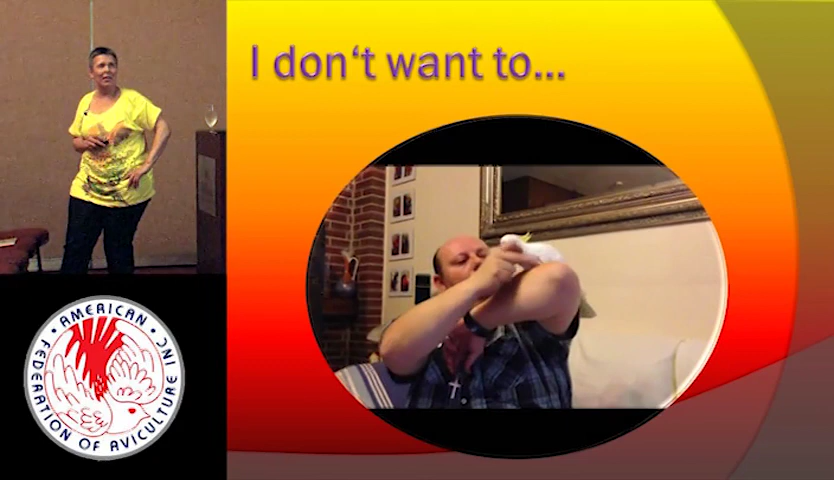 I don‘t want to...
AMERICAN
FEDERATION OF AVICULTURE INC